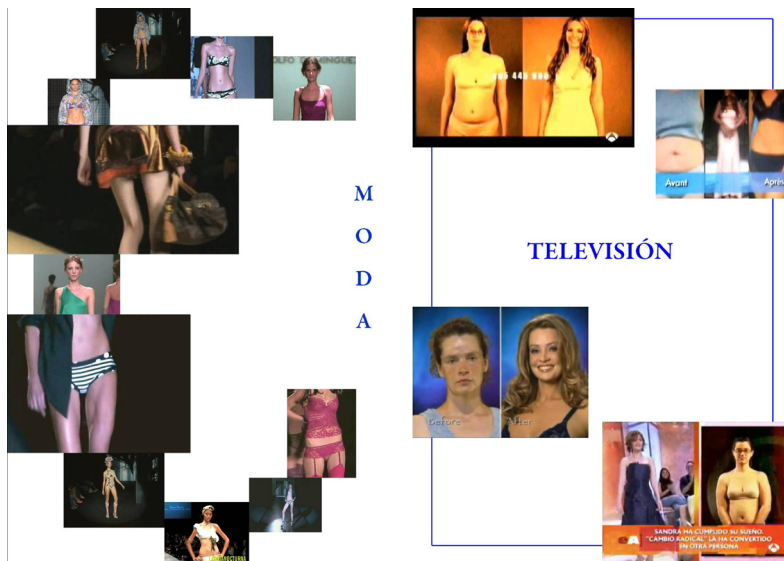 M
O
D
A
TELEVISIÓN
Avant
Après
Before
After
SANDRA HA CUMPLIDO SU SUEÑO.
"CAMBIO RADICAL" LA HA CONVERTIDO
EN OTRA PERSONA